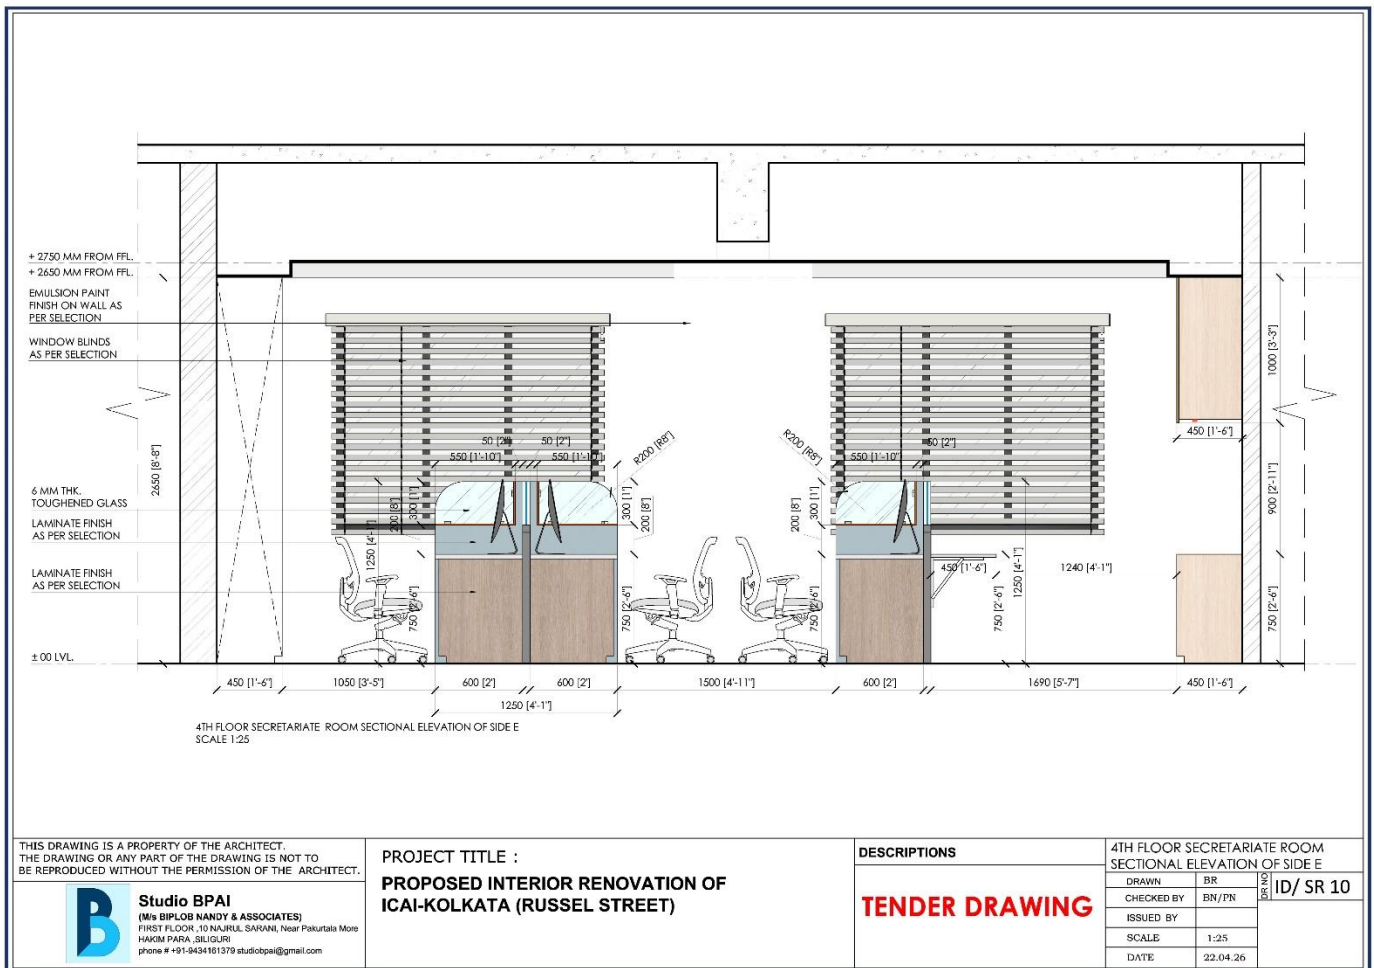 + 2750 MM FROM FFL.
+ 2650 MM FROM FFL.
EMULSION PAINT
FINISH ON WALL AS
PER SELECTION
WINDOW BLINDS
AS PER SELECTION
1000 [3'-3"]
450 [1'-6"]
50 [2"]
50 [2"]
50 [2"]
550 [1'-10"]
550 [1'-10"]
R200 [R8"]
R200 [R8"]
550 [1'-10"]
2650 [8'-8"]
6 MM THK.
TOUGHENED GLASS
LAMINATE FINISH
AS PER SELECTION
LAMINATE FINISH
AS PER SELECTION
300 [1']
200 [8"]
1250 [4'-1"]
750 [2'-6"]
300 [1']
200 [8"]
750 [2'-6"]
300 [1']
200 [8"]
750 [2'-6"]
450 [1'-6"]
750 [2'-6"]
1250 [4'-1"]
1240 [4'-1"]
900 [2'-11"]
750 [2'-6"]
± 00 LVL.
450 [1'-6"]
1050 [3'-5"]
600 [2']
600 [2']
1500 [4'-11"]
600 [2']
1690 [5'-7"]
450 [1'-6"]
1250 [4'-1"]
4TH FLOOR SECRETARIATE ROOM SECTIONAL ELEVATION OF SIDE E
SCALE 1:25
THIS DRAWING IS A PROPERTY OF THE ARCHITECT.
THE DRAWING OR ANY PART OF THE DRAWING IS NOT TO
BE REPRODUCED WITHOUT THE PERMISSION OF THE ARCHITECT.
Studio BPAI
(M/s BIPLOB NANDY & ASSOCIATES)
FIRST FLOOR ,10 NAJRUL SARANI, Near Pakurtala More
HAKIM PARA ,SILIGURI
phone # +91-9434161379 studiobpai@gmail.com
PROJECT TITLE :
PROPOSED INTERIOR RENOVATION OF
ICAI-KOLKATA (RUSSEL STREET)
DESCRIPTIONS
TENDER DRAWING
4TH FLOOR SECRETARIATE ROOM
SECTIONAL ELEVATION OF SIDE E
DRAWN BR
CHECKED BY BN/PN
ISSUED BY
SCALE 1:25
DATE 22.04.26
DR NO
ID/ SR 10